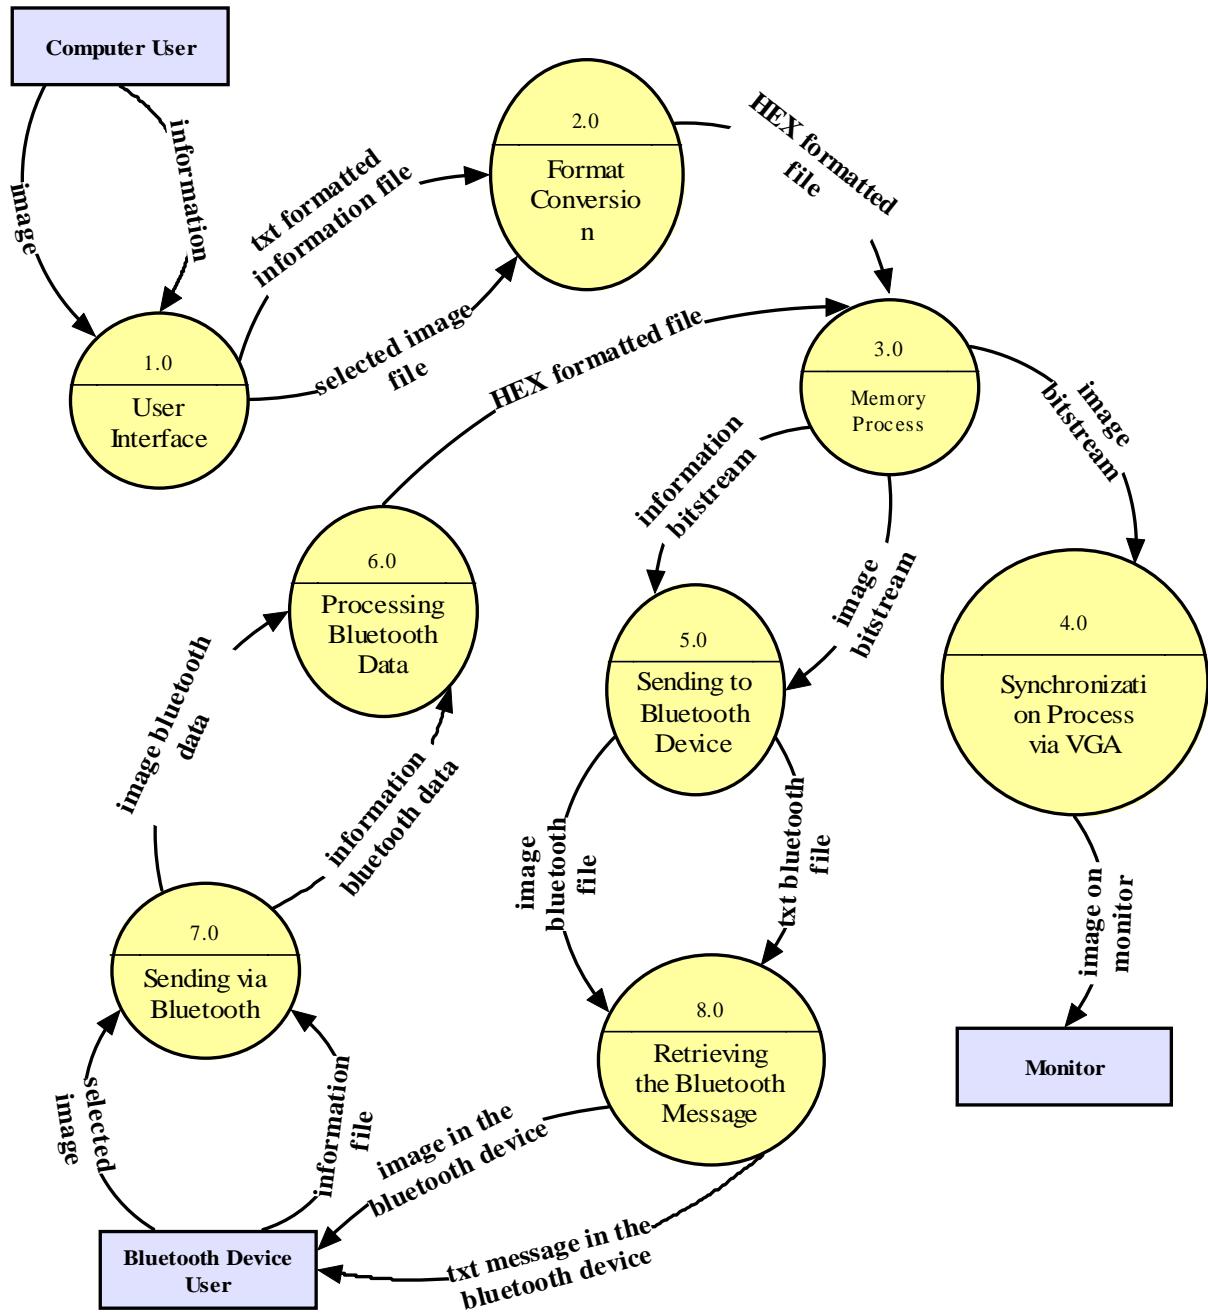 Computer User
image
information
1.0
User
Interface
txt formatted
information file
selected image
file
2.0
Format
Conversio
n
HEX formatted
file
HEX formatted file
3.0
Memory
Process
information
bitstream
image
bitstream
image
bitstream
4.0
Synchronizati
on Process
via VGA
5.0
Sending to
Bluetooth
Device
6.0
Processing
Bluetooth
Data
image bluetooth
data
information
bluetooth data
image
bluetooth
file
txt bluetooth
file
image on
monitor
7.0
Sending via
Bluetooth
8.0
Retrieving
the Bluetooth
Message
Monitor
selected
image
information
file
image in the
bluetooth device
txt message in the
bluetooth device
Bluetooth Device
User